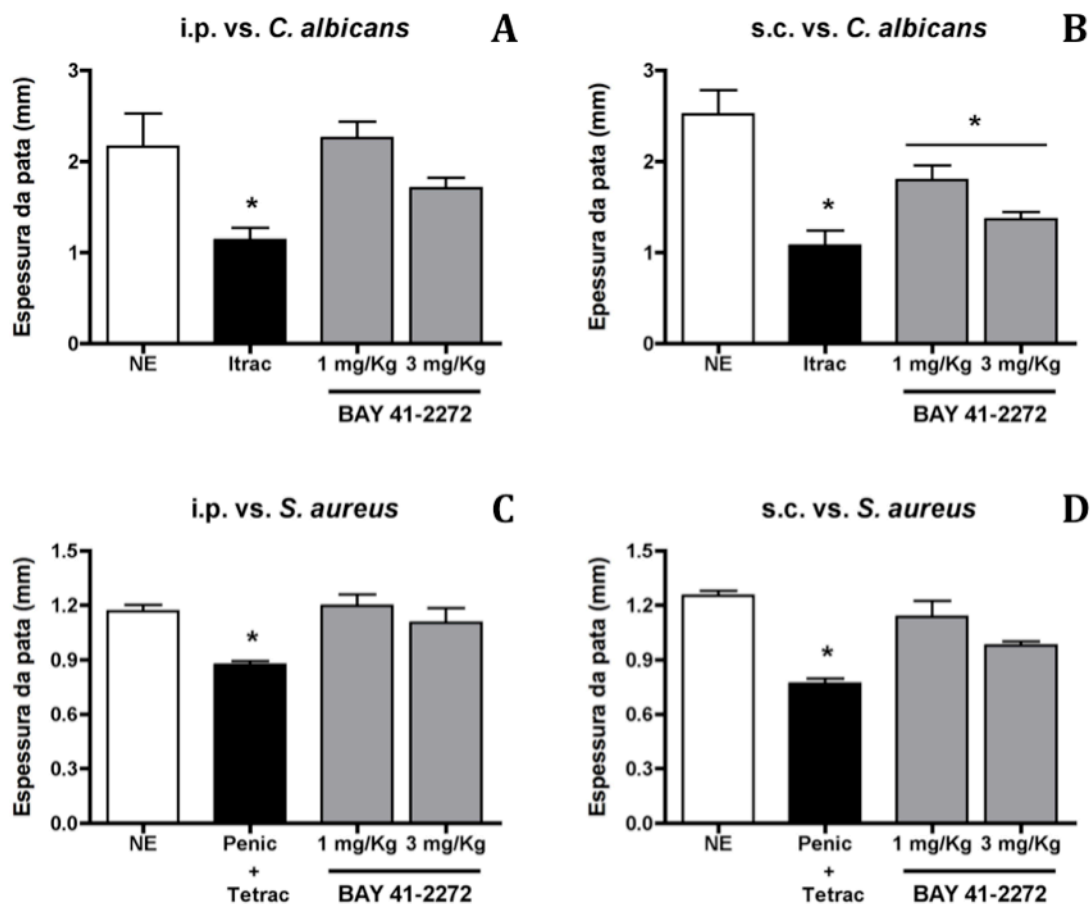 i.p. vs. C. albicans
A
Espessura da pata (mm)
3
2
1
0
*
NE
Itrac
1 mg/Kg
3 mg/Kg
BAY 41-2272
s.c. vs. C. albicans
B
Epessura da pata (mm)
3
2
1
0
*
*
NE
Itrac
1 mg/Kg
3 mg/Kg
BAY 41-2272
i.p. vs. S. aureus
C
Espessura da pata (mm)
1.5
1.2
0.9
0.6
0.3
0.0
*
NE
Penic
+
Tetrac
1 mg/Kg
3 mg/Kg
BAY 41-2272
s.c. vs. S. aureus
D
Espessura da pata (mm)
1.5
1.2
0.9
0.6
0.3
0.0
*
NE
Penic
+
Tetrac
1 mg/Kg
3 mg/Kg
BAY 41-2272